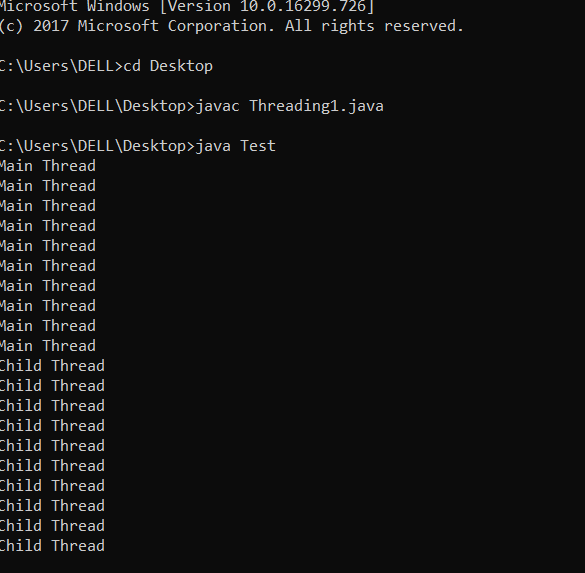 Microsoft Windows [Version 10.0.16299.726]
(c) 2017 Microsoft Corporation. All rights reserved.
C:\Users\DELL>cd Desktop
C:\Users\DELL\Desktop>javac Threading1.java
C:\Users\DELL\Desktop>java Test
Main Thread
Main Thread
Main Thread
Main Thread
Main Thread
Main Thread
Main Thread
Main Thread
Main Thread
Main Thread
Child Thread
Child Thread
Child Thread
Child Thread
Child Thread
Child Thread
Child Thread
Child Thread
Child Thread
Child Thread